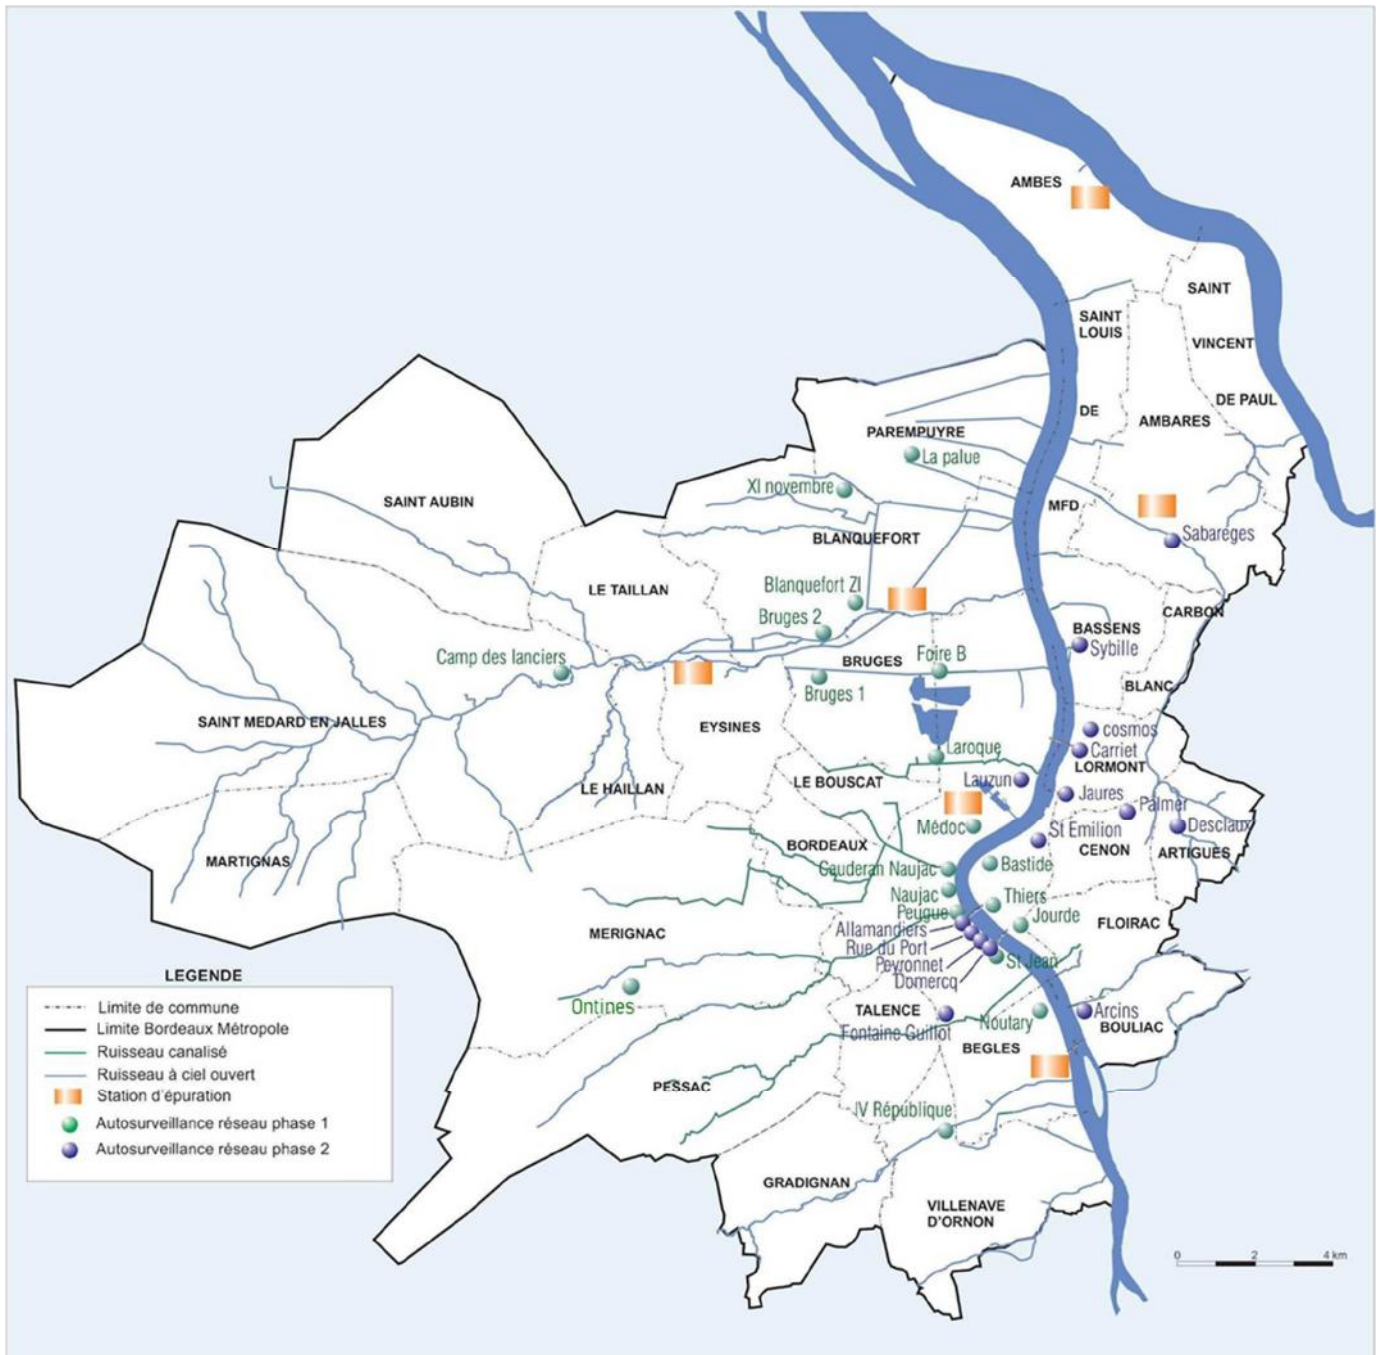 AMBES
SAINT
SAINT
LOUIS
VINCENT
DE PAUL
DE
AMBARES
PAREMPUYRE
La palue
XI novembre
SAINT AUBIN
MFD
BLANQUEFORT
Sabareges
LE TAILLAN
Blanquefort ZI
CARBON
Bruges 2
BASSENS
Sybille
Camp des lanciers
BRUGES
Foire B
Bruges 1
BLANC
SAINT MEDARD EN JALLES
EYSINES
cosmos
Laroque
Carriet
LORMONT
LE HAILLAN
LE BOUSCAT
Lauzun
Jaures
Palmer
Médoc
St Emilion
Desclaux
BORDEAUX
CENON
ARTIGUES
MARTIGNAS
Cauderan Naujac
Bastide
Naujac
Thiers
Peugue
Jourde
Allamandiers
FLOIRAC
MERIGNAC
Rue du Port
Peyronnet
St Jean
Domercq
Ontines
TALENCE
Fontaine Guillot
Noutary
Arcins
BOULIAC
BEGLES
PESSAC
IV République
GRADIGNAN
VILLENAVE
D'ORNON
LEGENDE
Limite de commune
Limite Bordeaux Métropole
Ruisseau canalisé
Ruisseau à ciel ouvert
Station d'épuration
Autosurveillance réseau phase 1
Autosurveillance réseau phase 2
0 2 4 km